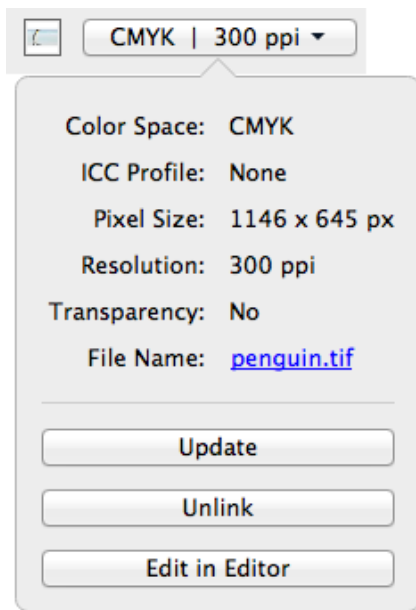 CMYK | 300 ppi
Color Space: CMYK
ICC Profile: None
Pixel Size: 1146 x 645 px
Resolution: 300 ppi
Transparency: No
File Name: penguin.tif
Update
Unlink
Edit in Editor